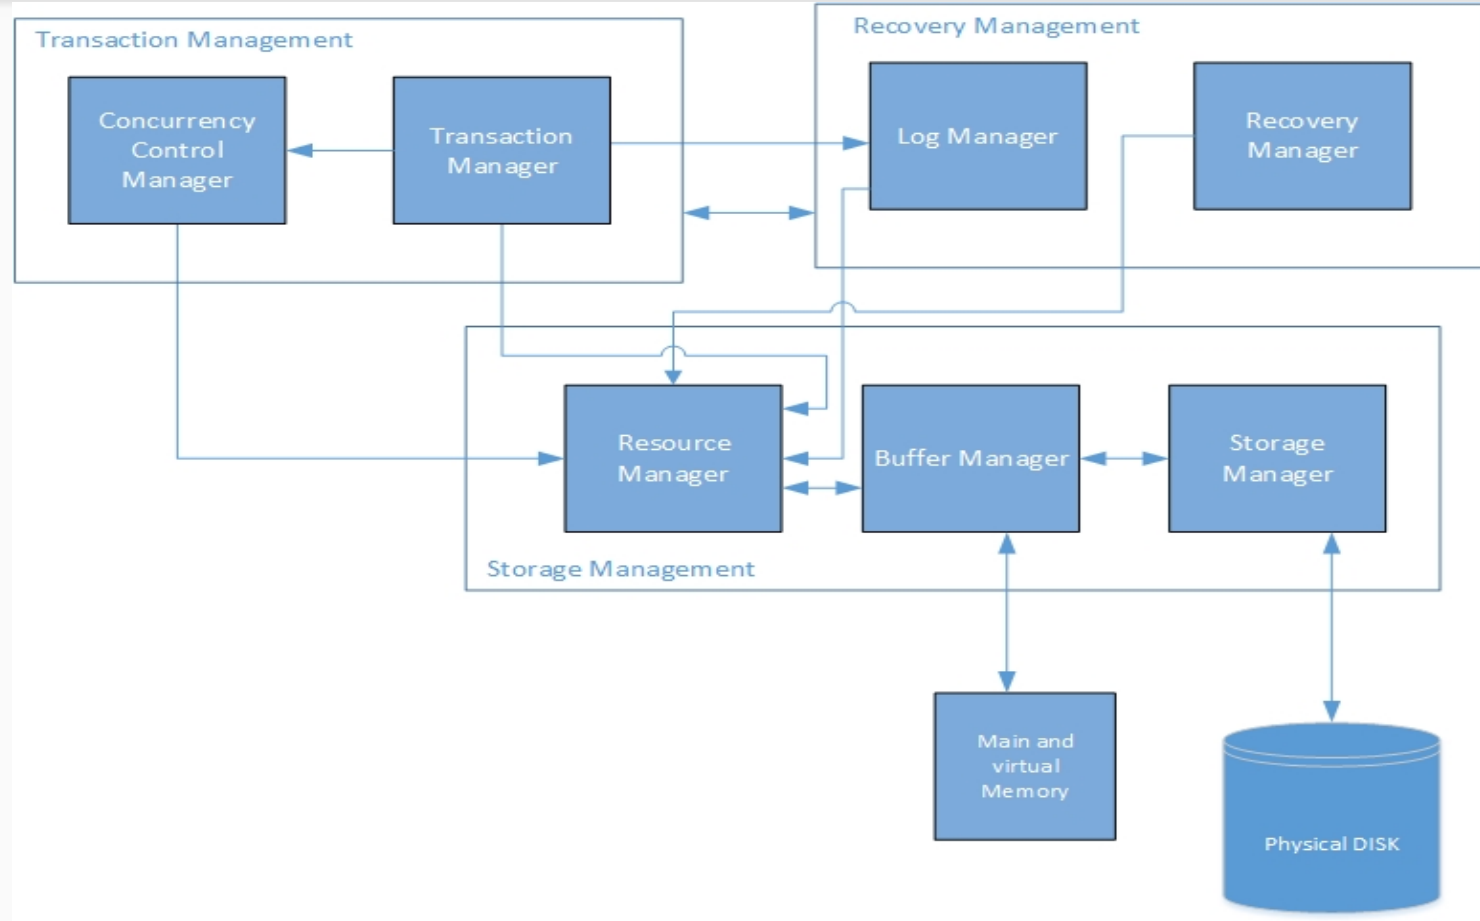 Transaction Management
Concurrency
Control
Manager
Transaction
Manager
Recovery Management
Log Manager
Recovery
Manager
Resource
Manager
Buffer Manager
Storage
Manager
Storage Management
Main and
virtual
Memory
Physical DISK